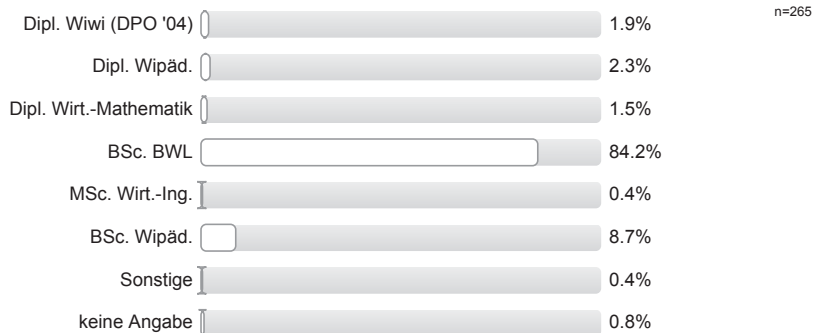 n=265
Dipl. Wiwi (DPO '04) 1.9%
Dipl. Wipäd. 2.3%
Dipl. Wirt.-Mathematik 1.5%
BSc. BWL 84.2%
MSc. Wirt.-Ing. 0.4%
BSc. Wipäd. 8.7%
Sonstige 0.4%
keine Angabe 0.8%